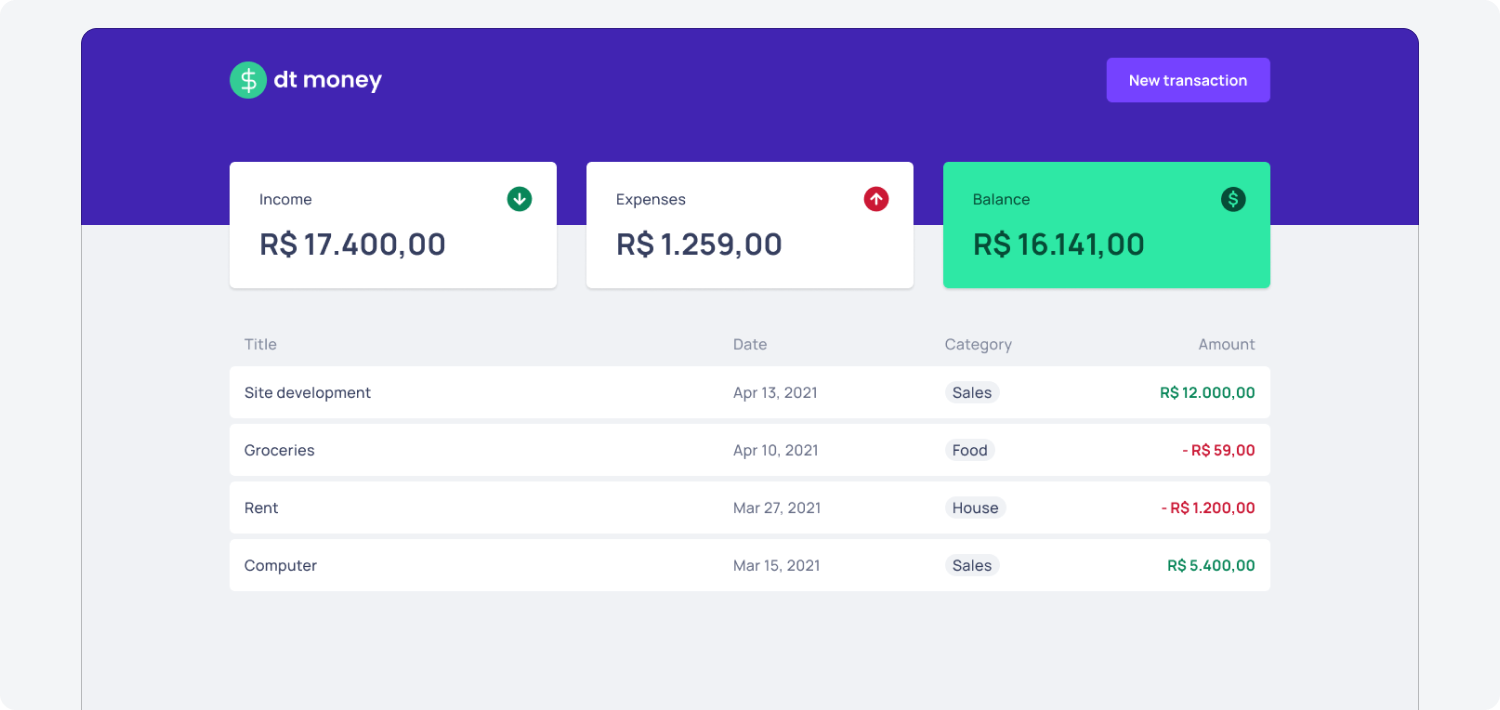 $ dt money
New transaction
Income
R$ 17.400,00
Expenses
R$ 1.259,00
Balance $
R$ 16.141,00
Title Date Category Amount
Site development Apr 13, 2021 Sales R$ 12.000,00
Groceries Apr 10, 2021 Food - R$ 59,00
Rent Mar 27, 2021 House - R$ 1.200,00
Computer Mar 15, 2021 Sales R$ 5.400,00